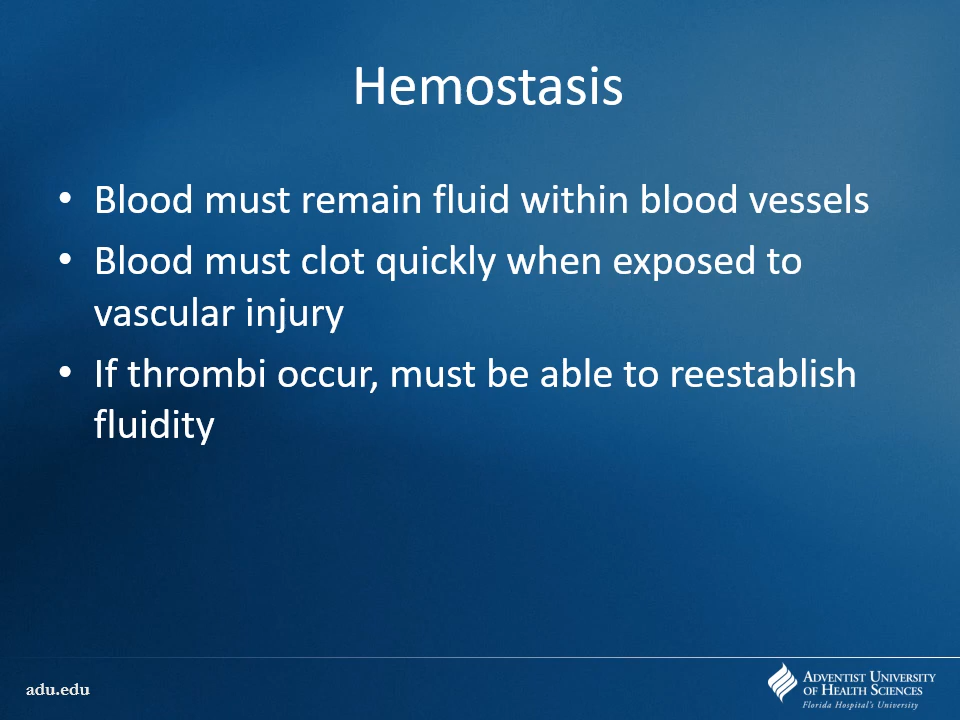 Hemostasis
• Blood must remain fluid within blood vessels
• Blood must clot quickly when exposed to
vascular injury
• If thrombi occur, must be able to reestablish
fluidity
adu.edu
ADVENTIST UNIVERSITY
OF HEALTH SCIENCES
Florida Hospital's University